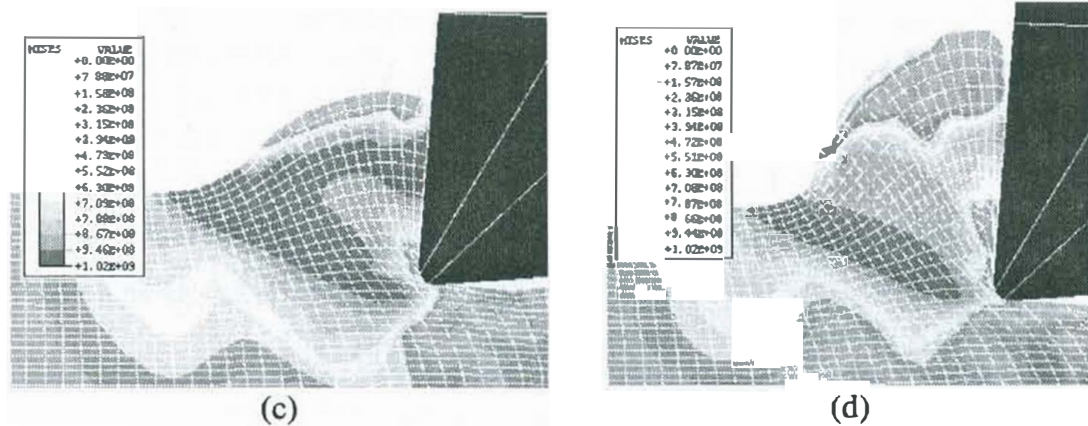 MISES VALUE
+0.00E+00
+7.88E+07
+1.58E+08
+2.36E+08
+3.15E+08
+3.94E+08
+4.73E+08
+5.52E+08
+6.30E+08
+7.09E+08
+7.88E+08
+8.67E+08
+9.46E+08
+1.02E+09
(c)
MISES VALUE
+0.00E+00
+7.87E+07
+1.57E+08
+2.36E+08
+3.15E+08
+3.94E+08
+4.72E+08
+5.51E+08
+6.30E+08
+7.08E+08
+7.87E+08
+8.66E+08
+9.44E+08
+1.02E+09
(d)